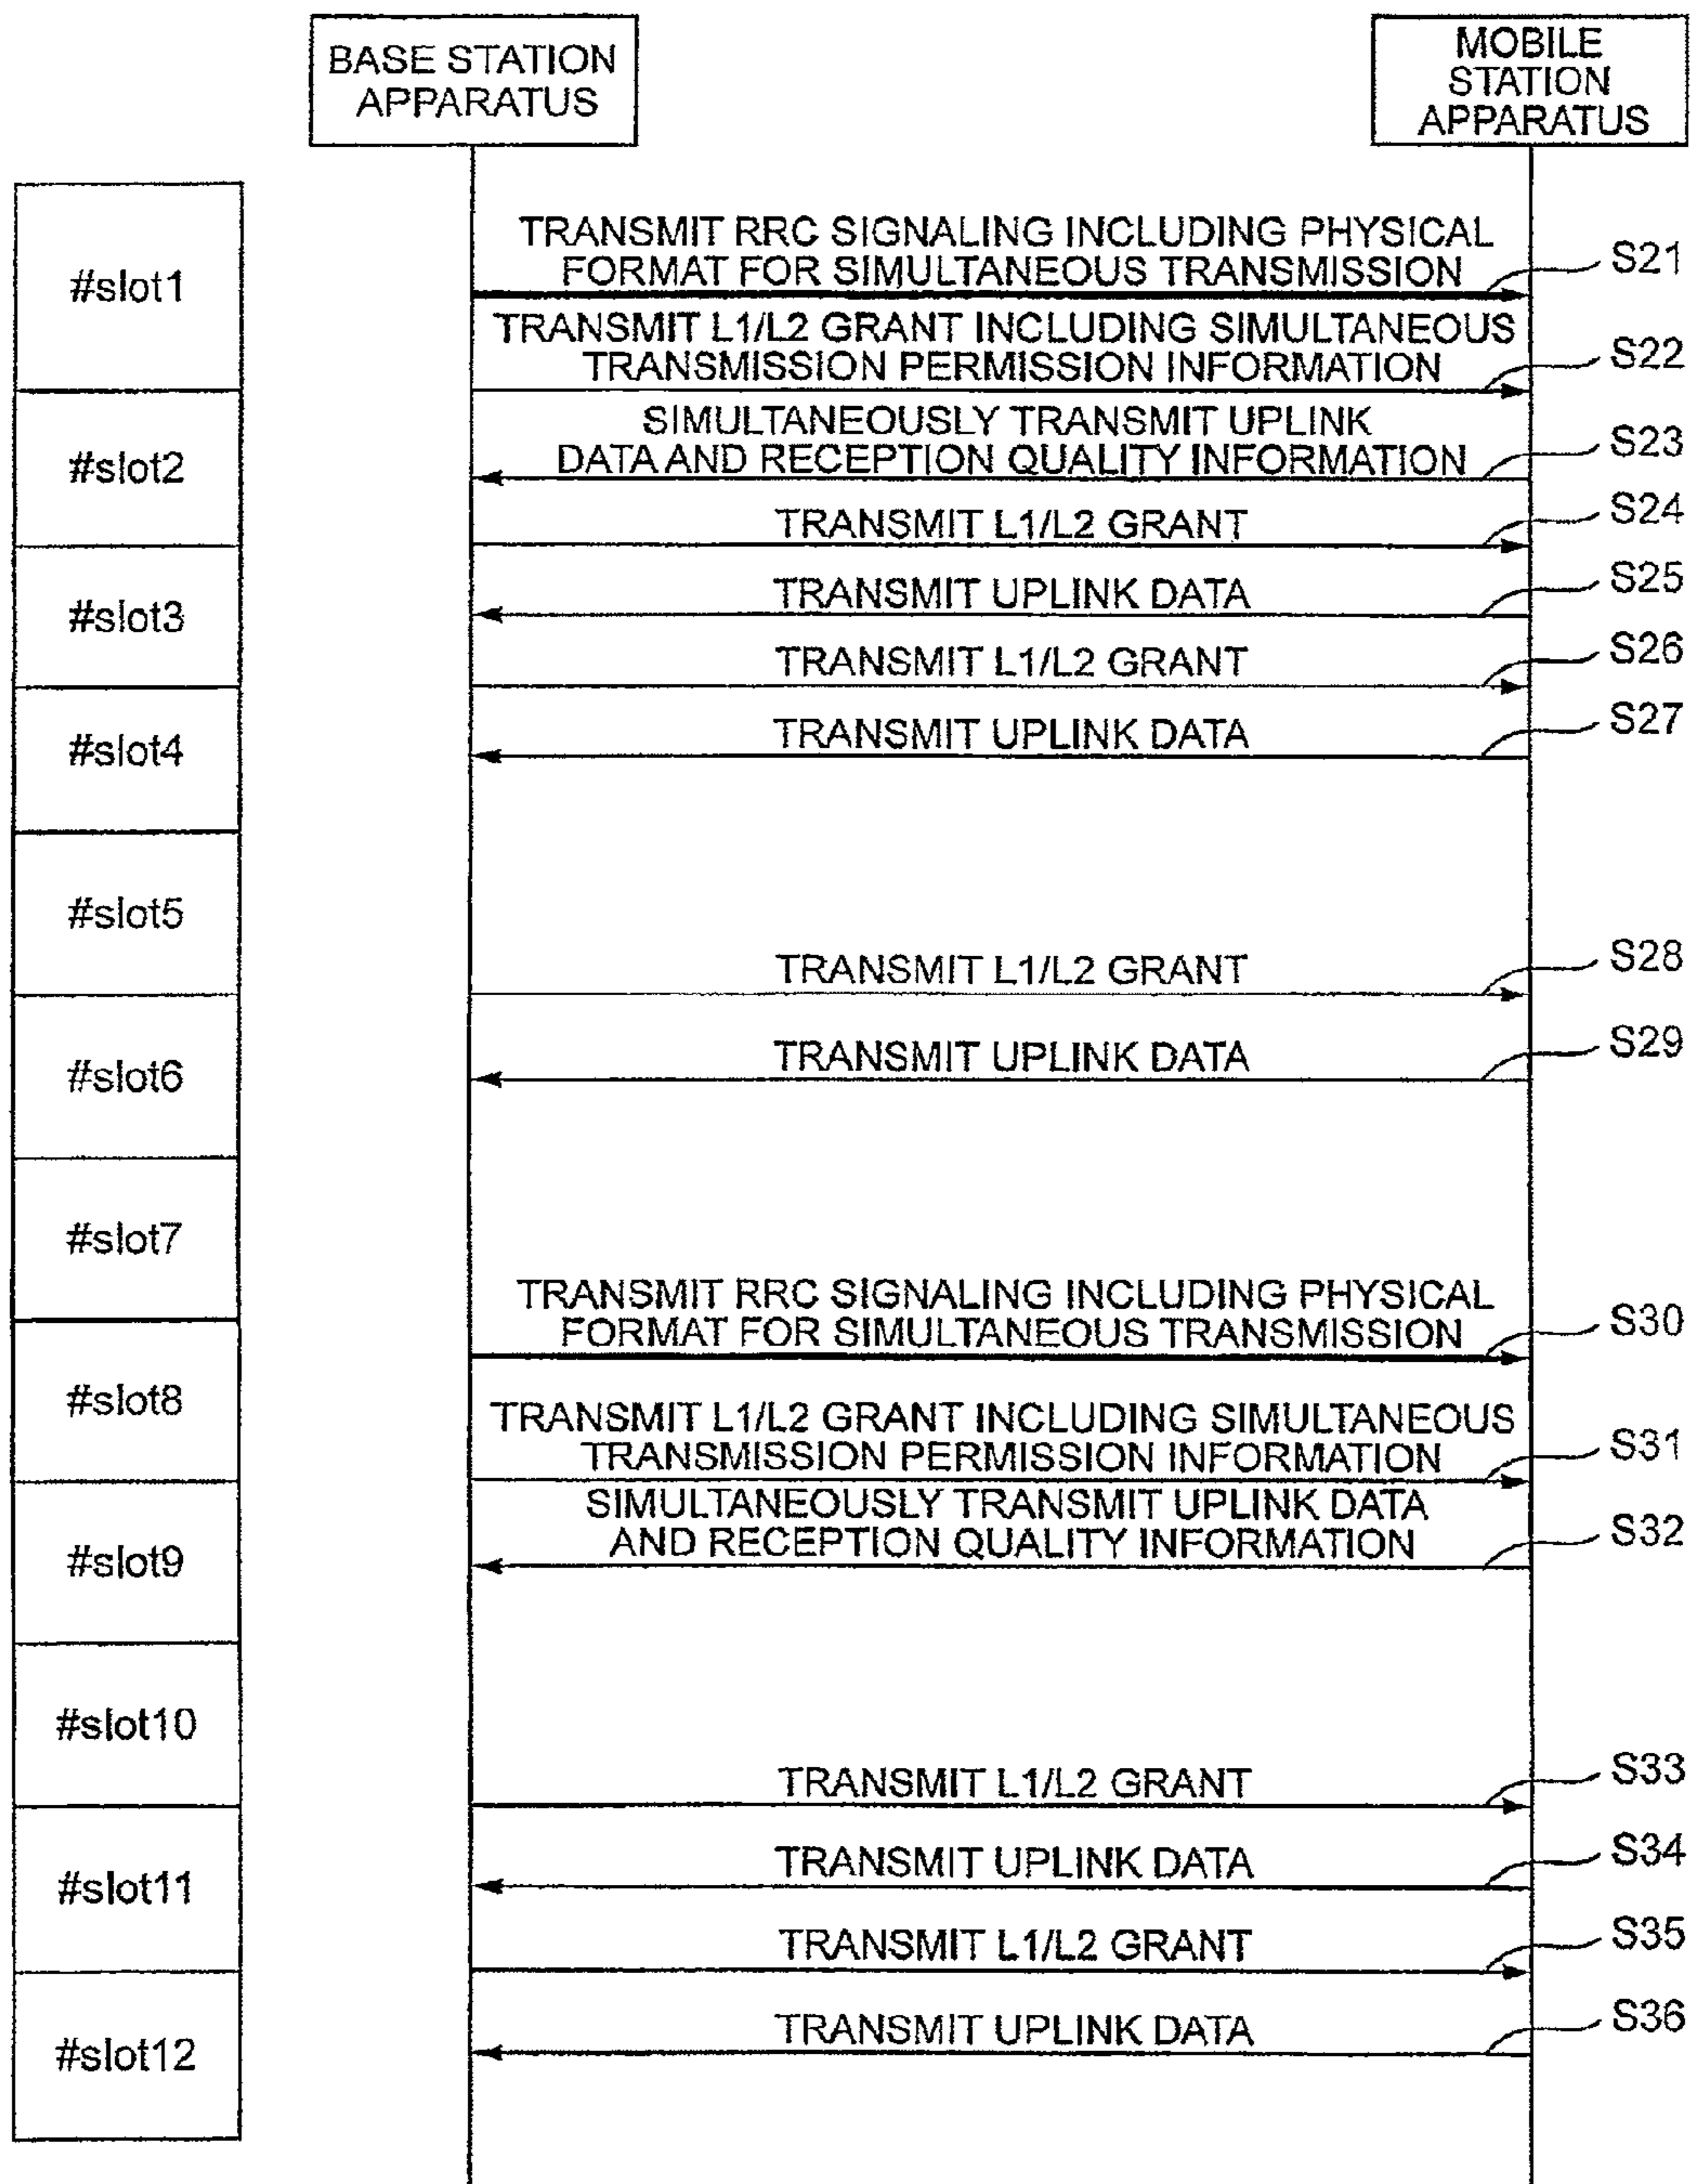 BASE STATION
APPARATUS
MOBILE
STATION
APPARATUS
#slot1
TRANSMIT RRC SIGNALING INCLUDING PHYSICAL
FORMAT FOR SIMULTANEOUS TRANSMISSION
S21
TRANSMIT L1/L2 GRANT INCLUDING SIMULTANEOUS
TRANSMISSION PERMISSION INFORMATION
S22
#slot2
SIMULTANEOUSLY TRANSMIT UPLINK
DATA AND RECEPTION QUALITY INFORMATION
S23
TRANSMIT L1/L2 GRANT
S24
#slot3
TRANSMIT UPLINK DATA
S25
TRANSMIT L1/L2 GRANT
S26
#slot4
TRANSMIT UPLINK DATA
S27
#slot5
TRANSMIT L1/L2 GRANT
S28
#slot6
TRANSMIT UPLINK DATA
S29
#slot7
TRANSMIT RRC SIGNALING INCLUDING PHYSICAL
FORMAT FOR SIMULTANEOUS TRANSMISSION
S30
#slot8
TRANSMIT L1/L2 GRANT INCLUDING SIMULTANEOUS
TRANSMISSION PERMISSION INFORMATION
S31
#slot9
SIMULTANEOUSLY TRANSMIT UPLINK DATA
AND RECEPTION QUALITY INFORMATION
S32
#slot10
TRANSMIT L1/L2 GRANT
S33
#slot11
TRANSMIT UPLINK DATA
S34
TRANSMIT L1/L2 GRANT
S35
#slot12
TRANSMIT UPLINK DATA
S36